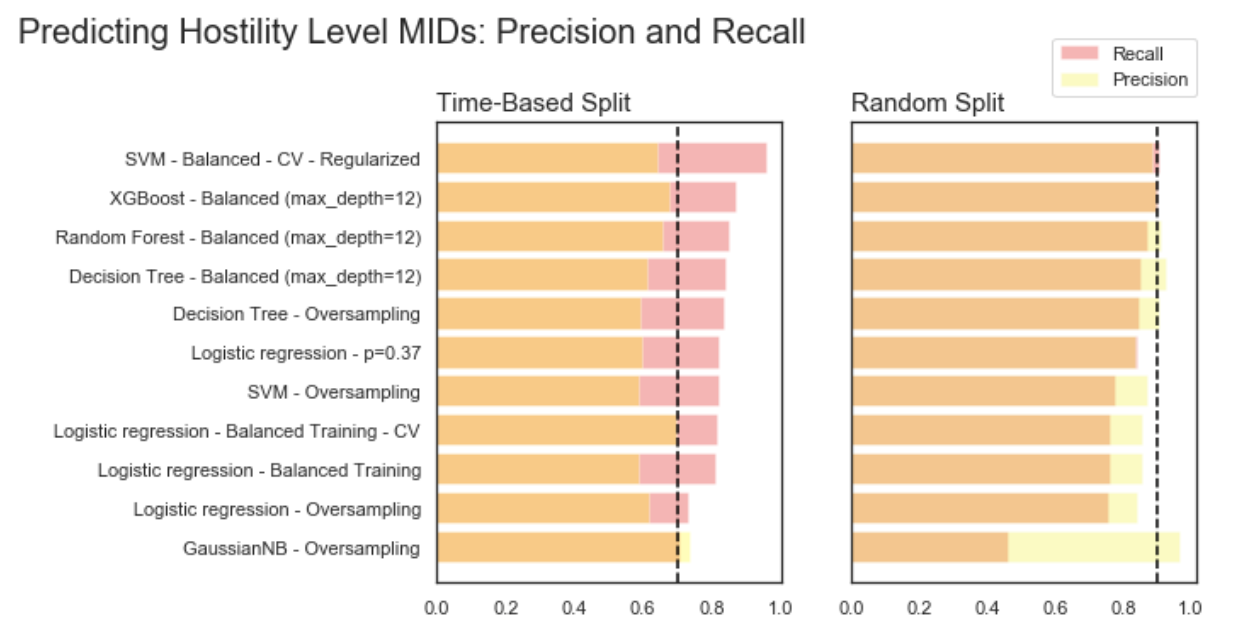 Predicting Hostility Level MIDs: Precision and Recall
Recall
Precision
Time-Based Split
Random Split
SVM - Balanced - CV - Regularized
XGBoost - Balanced (max_depth=12)
Random Forest - Balanced (max_depth=12)
Decision Tree - Balanced (max_depth=12)
Decision Tree - Oversampling
Logistic regression - p=0.37
SVM - Oversampling
Logistic regression - Balanced Training - CV
Logistic regression - Balanced Training
Logistic regression - Oversampling
GaussianNB - Oversampling
0.0 0.2 0.4 0.6 0.8 1.0
0.0 0.2 0.4 0.6 0.8 1.0